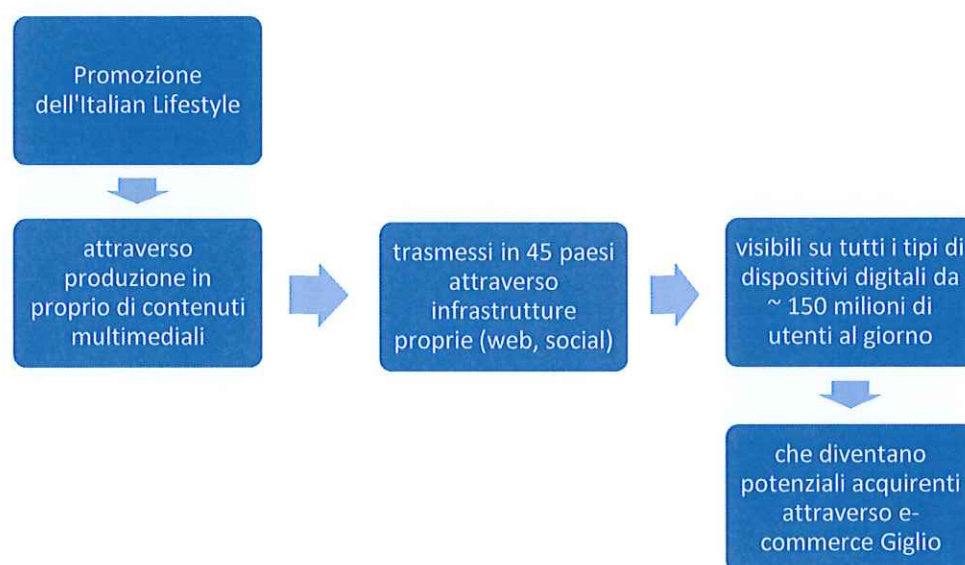 Promozione
dell'Italian Lifestyle
attraverso
produzione in
proprio di contenuti
multimediali
trasmessi in 45 paesi
attraverso
infrastrutture
proprie (web, social)
visibili su tutti i tipi di
dispositivi digitali da
~ 150 milioni di
utenti al giorno
che diventano
potenziali acquirenti
attraverso e-
commerce Giglio